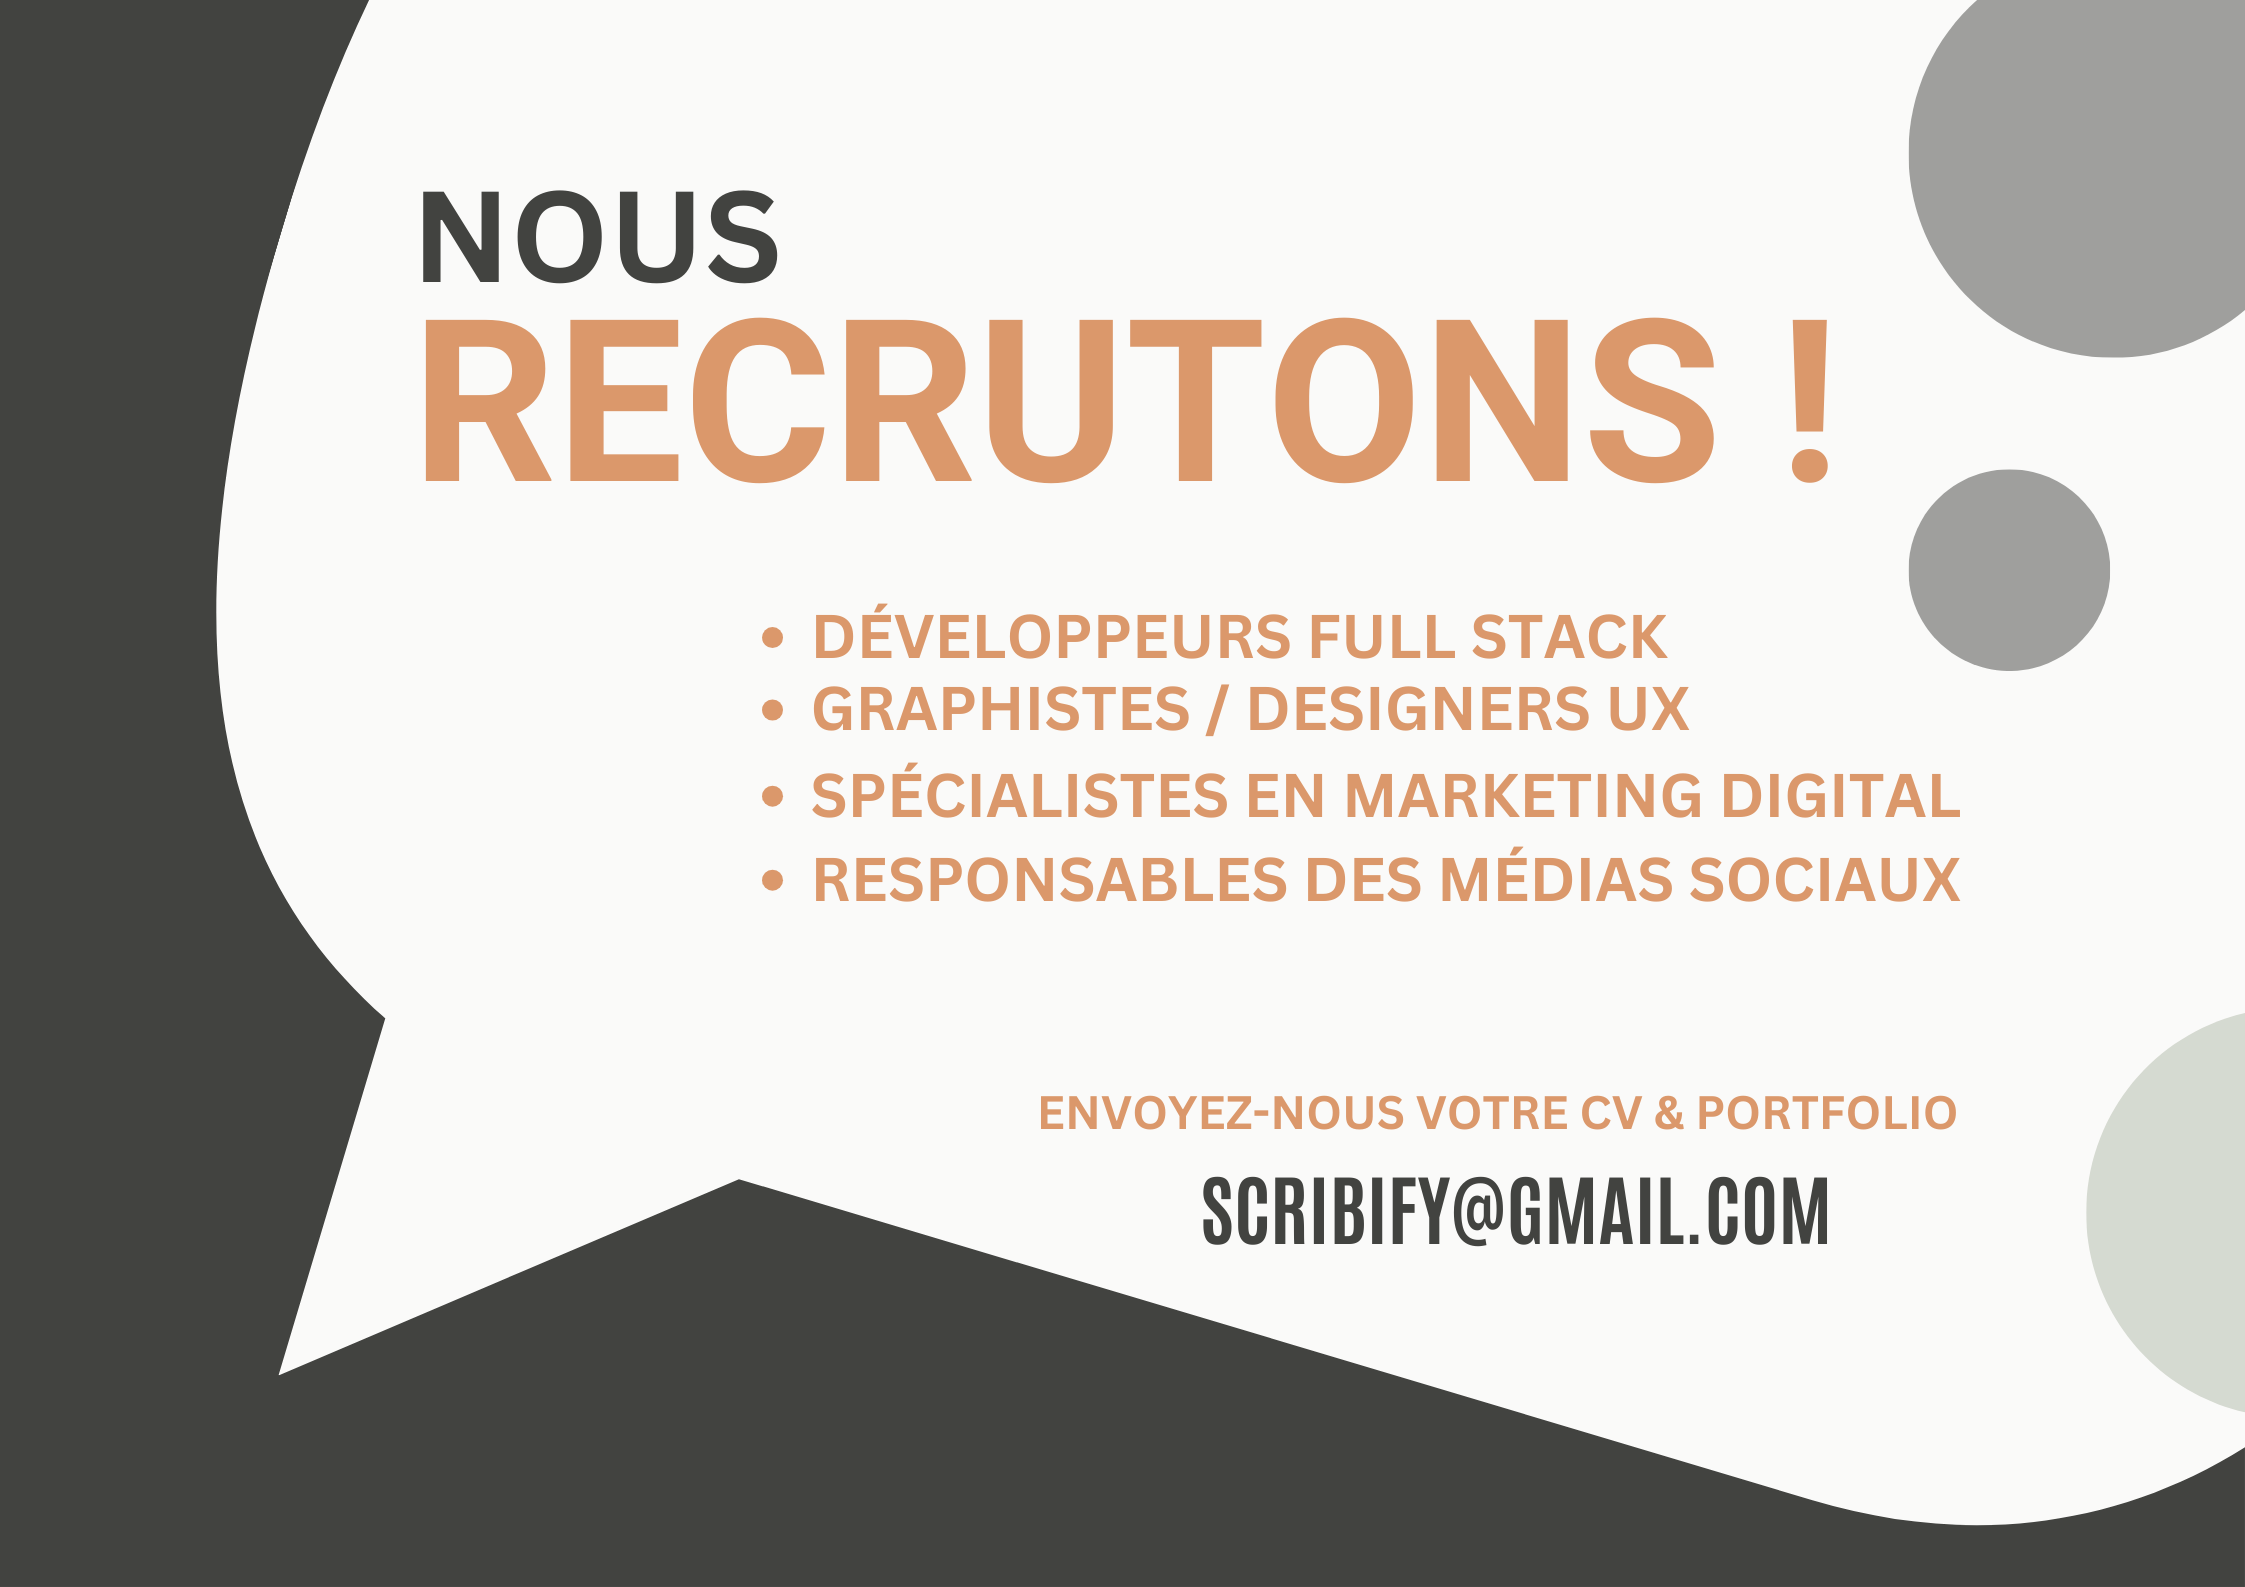 NOUS
RECRUTONS !
• DÉVELOPPEURS FULL STACK
• GRAPHISTES / DESIGNERS UX
• SPÉCIALISTES EN MARKETING DIGITAL
• RESPONSABLES DES MÉDIAS SOCIAUX
ENVOYEZ-NOUS VOTRE CV & PORTFOLIO
SCRIBIFY@GMAIL.COM